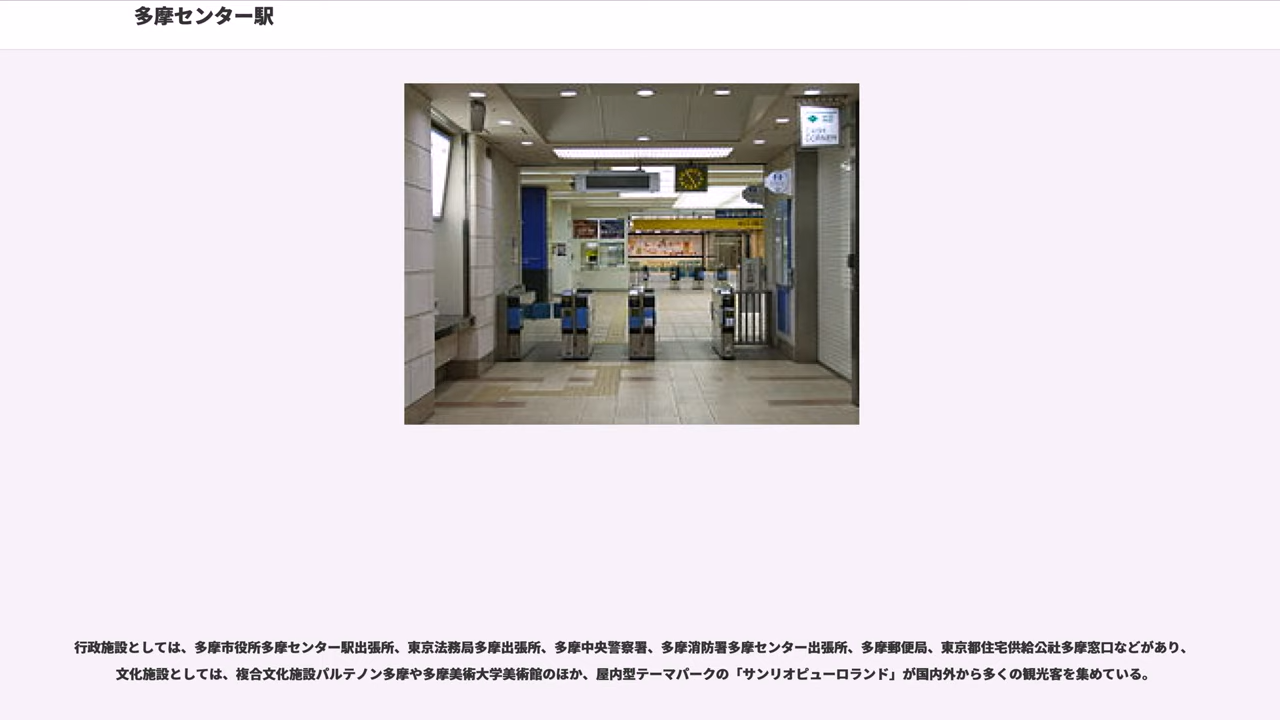 多摩センター駅
行政施設としては、多摩市役所多摩センター駅出張所、東京法務局多摩出張所、多摩中央警察署、多摩消防署多摩センター出張所、多摩郵便局、東京都住宅供給公社多摩窓口などがあり、
文化施設としては、複合文化施設パルテノン多摩や多摩美術大学美術館のほか、屋内型テーマパークの「サンリオピューロランド」が国内外から多くの観光客を集めている。